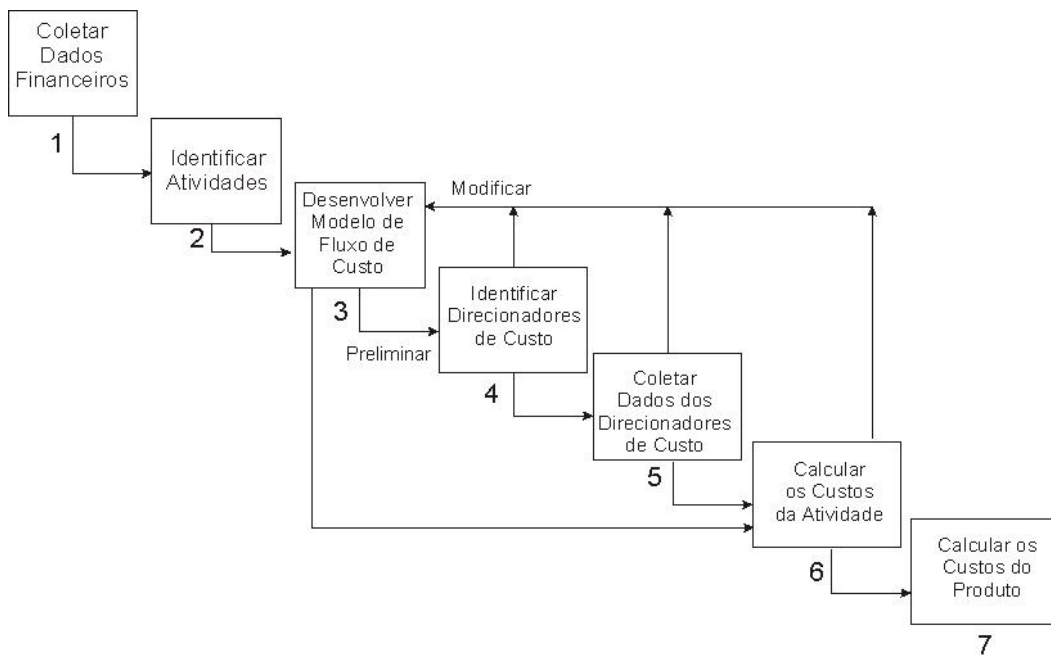 Coletar
Dados
Financeiros
1
Identificar
Atividades
2
Desenvolver
Modelo de
Fluxo de
Custo
3
Modificar
Preliminar
Identificar
Direcionadores
de Custo
4
Coletar
Dados dos
Direcionadores
de Custo
5
Calcular
os Custos
da Atividade
6
Calcular os
Custos do
Produto
7